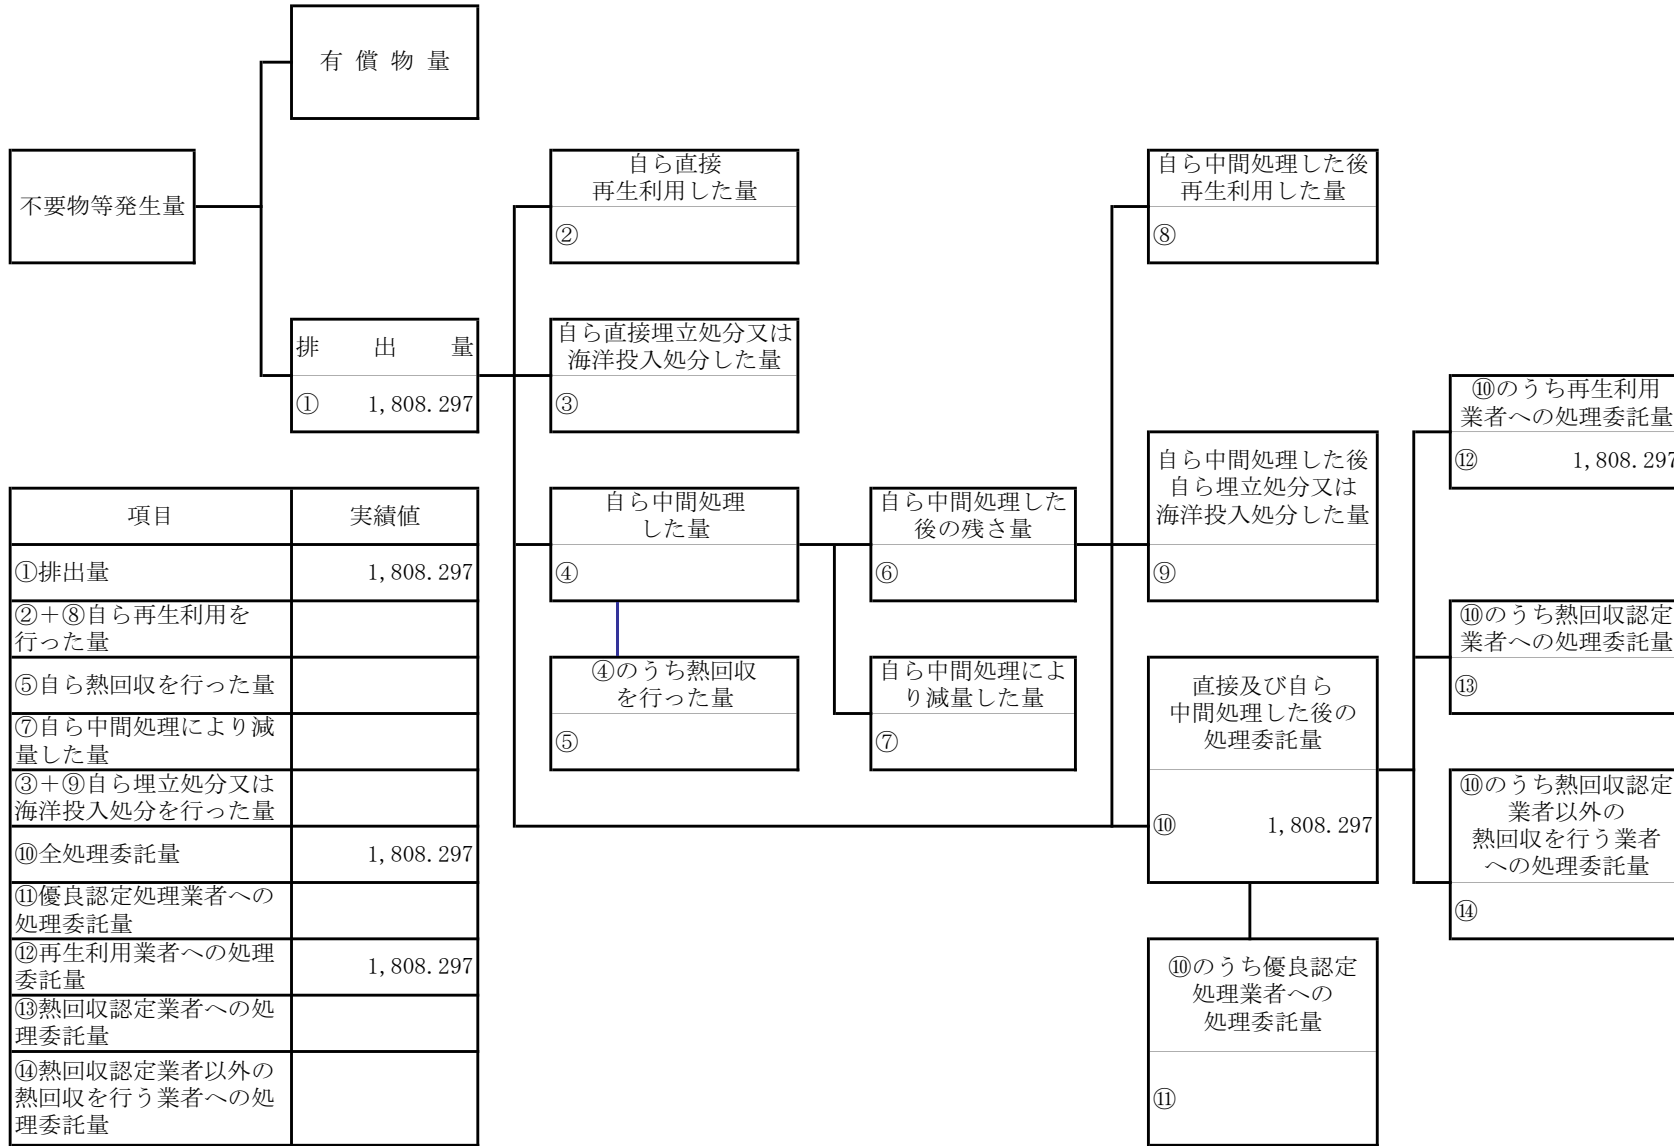 有償物量
不要物等発生量
排出量
① 1,808.297
自ら直接
再生利用した量
②
自ら直接埋立処分又は
海洋投入処分した量
③
自ら中間処理
した量
④
④のうち熱回収
を行った量
⑤
自ら中間処理した
後の残さ量
⑥
自ら中間処理によ
り減量した量
⑦
自ら中間処理した後
再生利用した量
⑧
自ら中間処理した後
自ら埋立処分又は
海洋投入処分した量
⑨
直接及び自ら
中間処理した後の
処理委託量
⑩ 1,808.297
⑩のうち優良認定
処理業者への
処理委託量
⑪
⑩のうち再生利用
業者への処理委託量
⑫ 1,808.297
⑩のうち熱回収認定
業者への処理委託量
⑬
⑩のうち熱回収認定
業者以外の
熱回収を行う業者
への処理委託量
⑭
項目 実績値
①排出量 1,808.297
②＋⑧自ら再生利用を
行った量
⑤自ら熱回収を行った量
⑦自ら中間処理により減
量した量
③＋⑨自ら埋立処分又は
海洋投入処分を行った量
⑩全処理委託量 1,808.297
⑪優良認定処理業者への
処理委託量
⑫再生利用業者への処理
委託量 1,808.297
⑬熱回収認定業者への処
理委託量
⑭熱回収認定業者以外の
熱回収を行う業者への処
理委託量